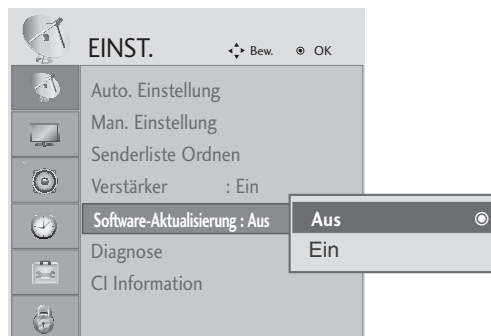 EINST. Bew. OK
Auto. Einstellung
Man. Einstellung
Senderliste Ordnen
Verstärker : Ein
Software-Aktualisierung : Aus
Aus
Ein
Diagnose
CI Information